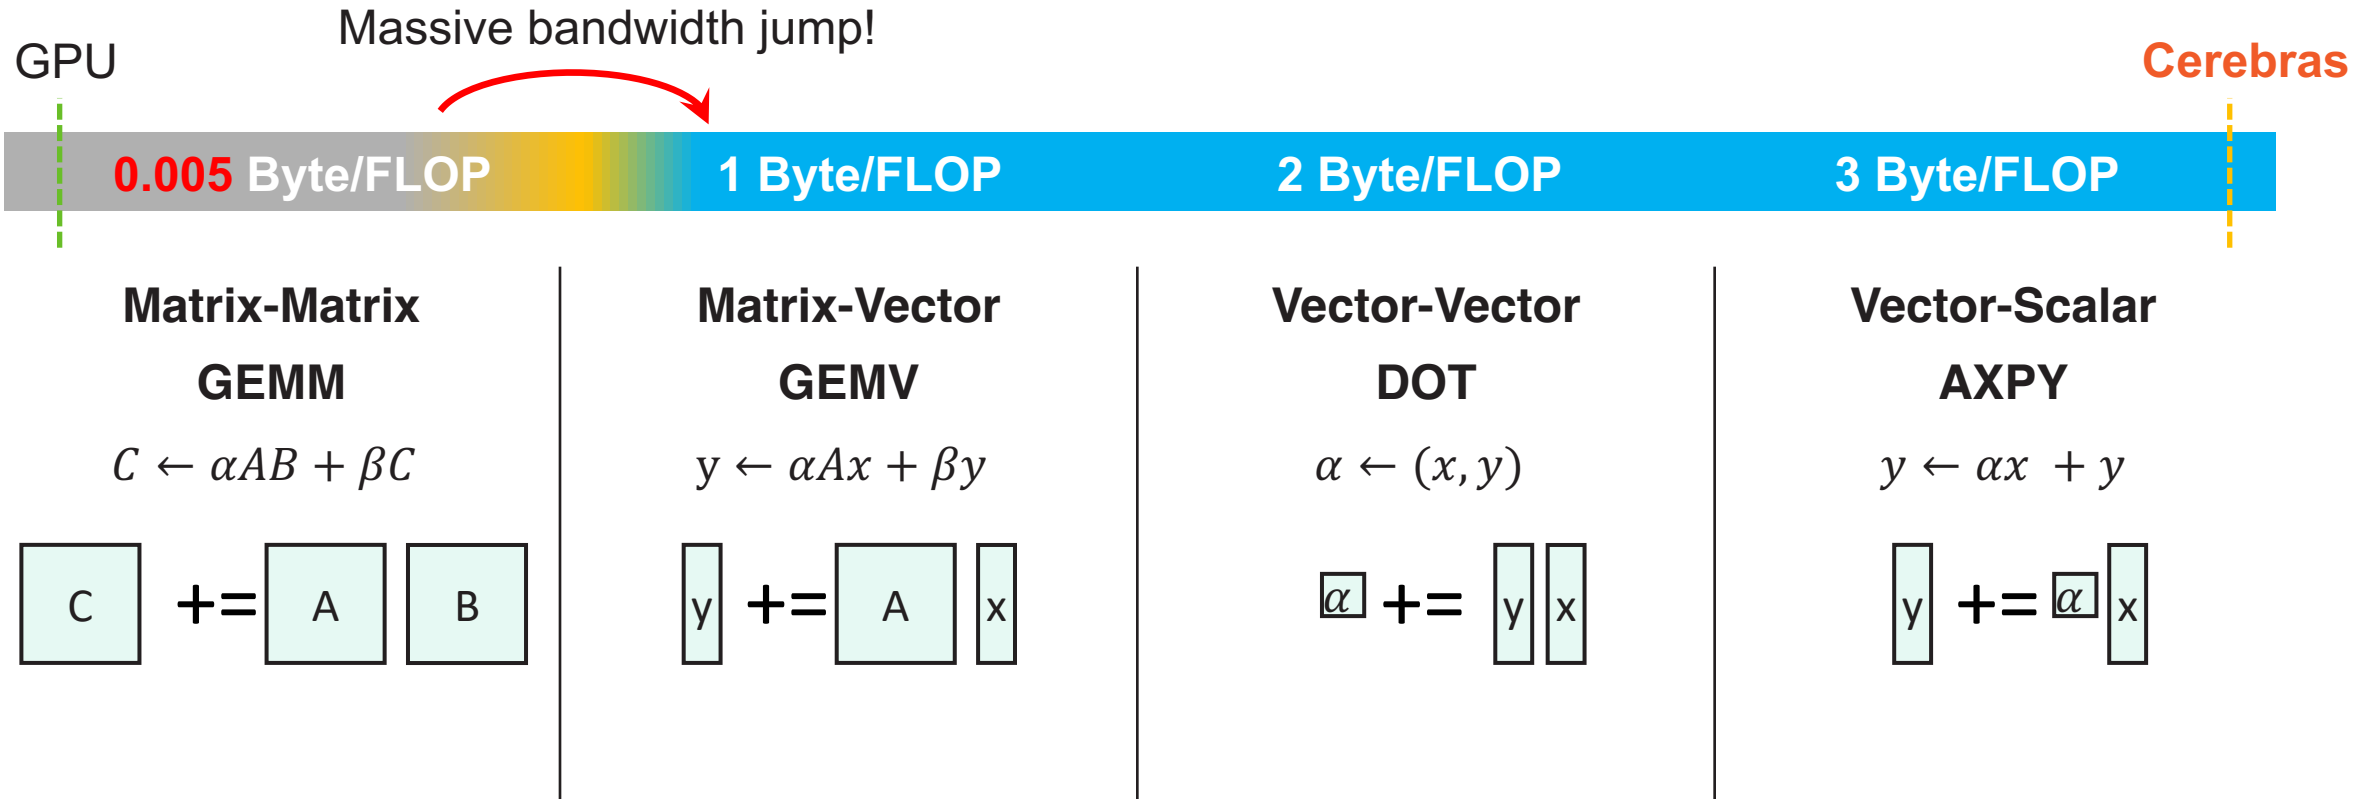 Massive bandwidth jump!
GPU
Cerebras
0.005 Byte/FLOP
1 Byte/FLOP
2 Byte/FLOP
3 Byte/FLOP
Matrix-Matrix
GEMM
C ← αAB + βC
C += A B
Matrix-Vector
GEMV
y ← αAx + βy
y += A x
Vector-Vector
DOT
α ← (x, y)
α += y x
Vector-Scalar
AXPY
y ← αx + y
y += α x